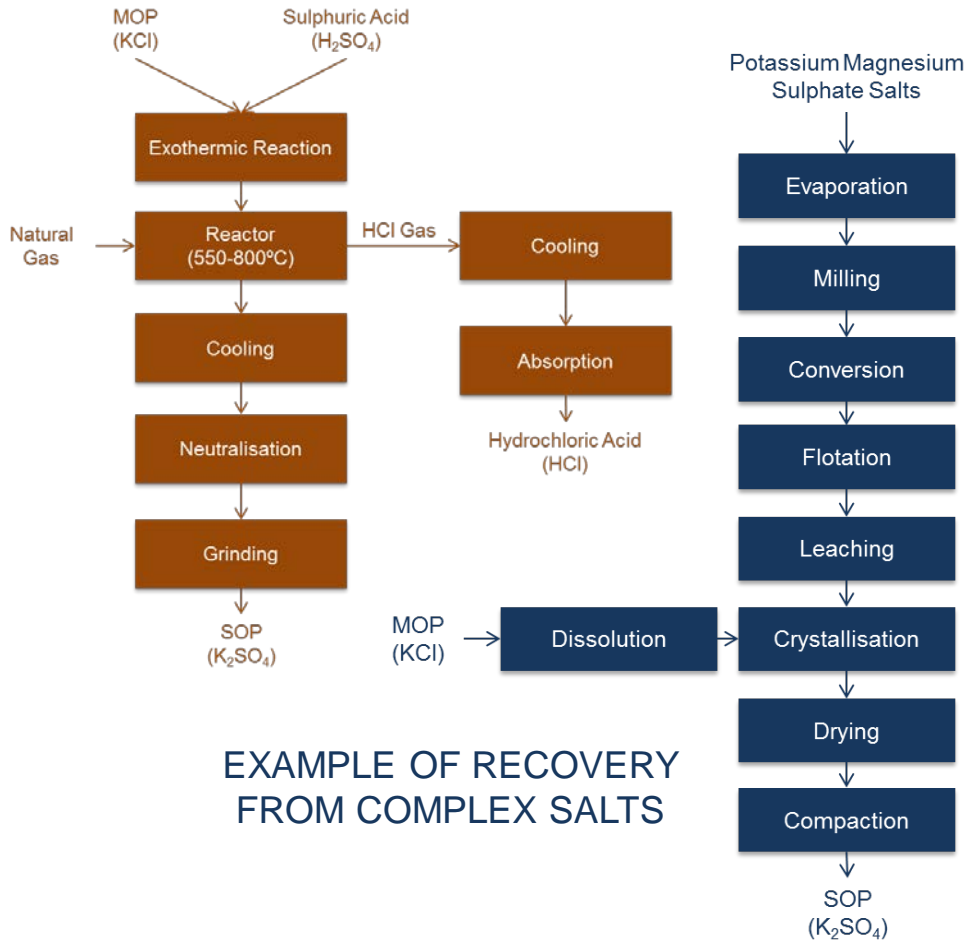 MOP
(KCl)
Sulphuric Acid
(H₂SO₄)
Exothermic Reaction
Natural
Gas
Reactor
(550-800ºC)
HCl Gas
Cooling
Cooling
Absorption
Neutralisation
Hydrochloric Acid
(HCl)
Grinding
SOP
(K₂SO₄)
Potassium Magnesium
Sulphate Salts
Evaporation
Milling
Conversion
Flotation
Leaching
MOP
(KCl)
Dissolution
Crystallisation
Drying
Compaction
SOP
(K₂SO₄)
EXAMPLE OF RECOVERY
FROM COMPLEX SALTS